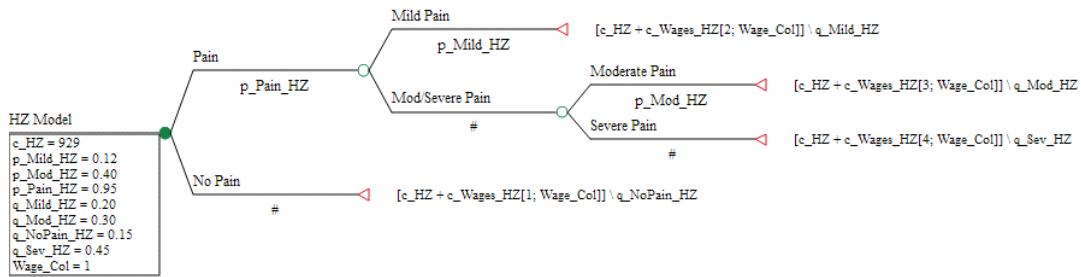 Mild Pain
p_Mild_HZ
[c_HZ + c_Wages_HZ[2; Wage_Col]] \ q_Mild_HZ
Pain
p_Pain_HZ
Moderate Pain
p_Mod_HZ
[c_HZ + c_Wages_HZ[3; Wage_Col]] \ q_Mod_HZ
Mod/Severe Pain
#
Severe Pain
#
[c_HZ + c_Wages_HZ[4; Wage_Col]] \ q_Sev_HZ
HZ Model
c_HZ = 929
p_Mild_HZ = 0.12
p_Mod_HZ = 0.40
p_Pain_HZ = 0.95
q_Mild_HZ = 0.20
q_Mod_HZ = 0.30
q_NoPain_HZ = 0.15
q_Sev_HZ = 0.45
Wage_Col = 1
No Pain
#
[c_HZ + c_Wages_HZ[1; Wage_Col]] \ q_NoPain_HZ